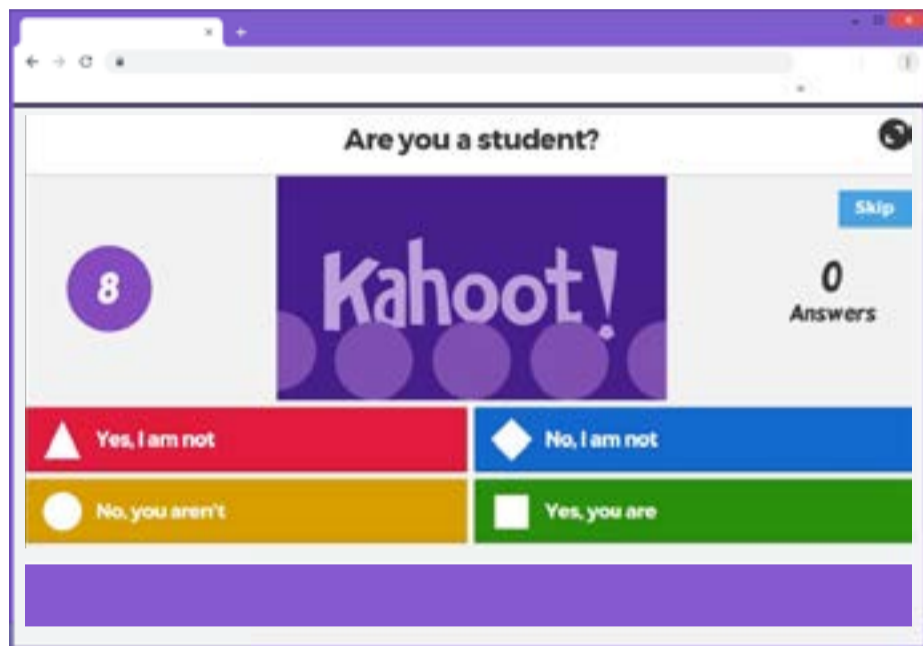 Are you a student?
Skip
8
Kahoot!
0
Answers
Yes, I am not
No, I am not
No, you aren't
Yes, you are